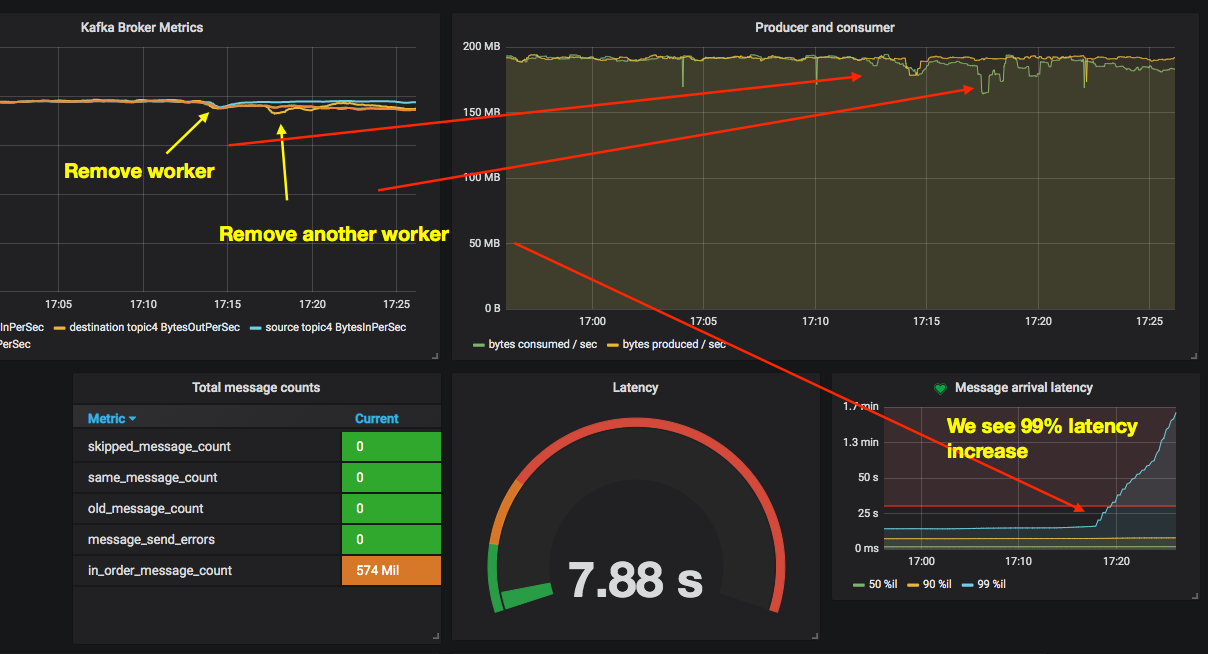 Kafka Broker Metrics
Remove worker
Remove another worker
17:05 17:10 17:15 17:20 17:25
InPerSec destination topic4 BytesOutPerSec source topic4 BytesInPerSec
PerSec
Producer and consumer
200 MB
150 MB
100 MB
50 MB
0 B
17:00 17:05 17:10 17:15 17:20 17:25
bytes consumed / sec bytes produced / sec
Total message counts
Metric Current
skipped_message_count 0
same_message_count 0
old_message_count 0
message_send_errors 0
in_order_message_count 574 Mil
Latency
7.88 s
Message arrival latency
1.7 min
1.3 min
50 s
25 s
0 ms
We see 99% latency
increase
17:00 17:10 17:20
50 %il 90 %il 99 %il